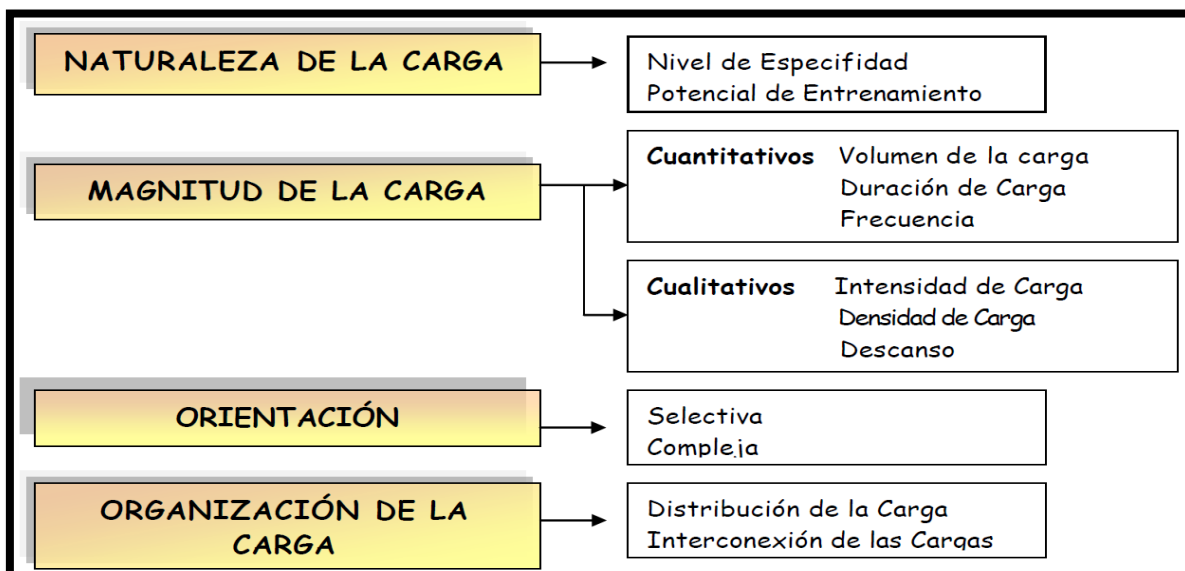 NATURALEZA DE LA CARGA
Nivel de Especifidad
Potencial de Entrenamiento
MAGNITUD DE LA CARGA
Cuantitativos Volumen de la carga
Duración de Carga
Frecuencia
Cualitativos Intensidad de Carga
Densidad de Carga
Descanso
ORIENTACIÓN
Selectiva
Compleja
ORGANIZACIÓN DE LA
CARGA
Distribución de la Carga
Interconexión de las Cargas